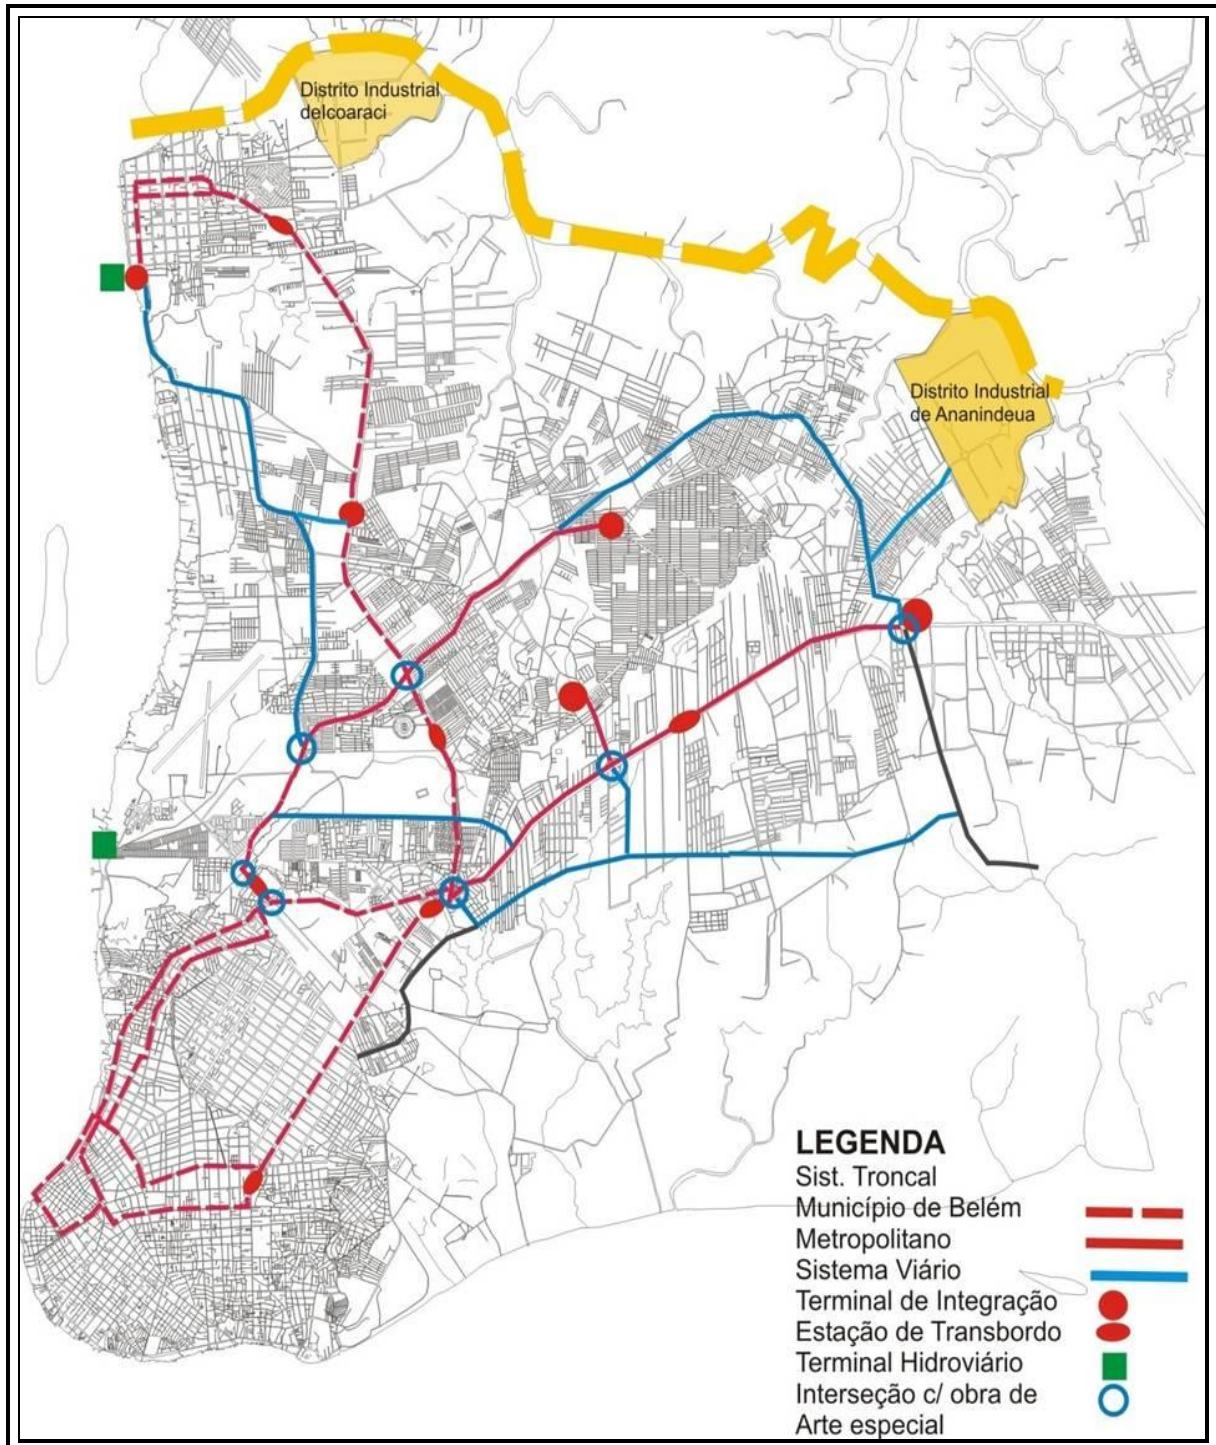 Distrito Industrial
deIcoaraci
Distrito Industrial
de Ananindeua
LEGENDA
Sist. Troncal
Município de Belém
Metropolitano
Sistema Viário
Terminal de Integração
Estação de Transbordo
Terminal Hidroviário
Interseção c/ obra de
Arte especial